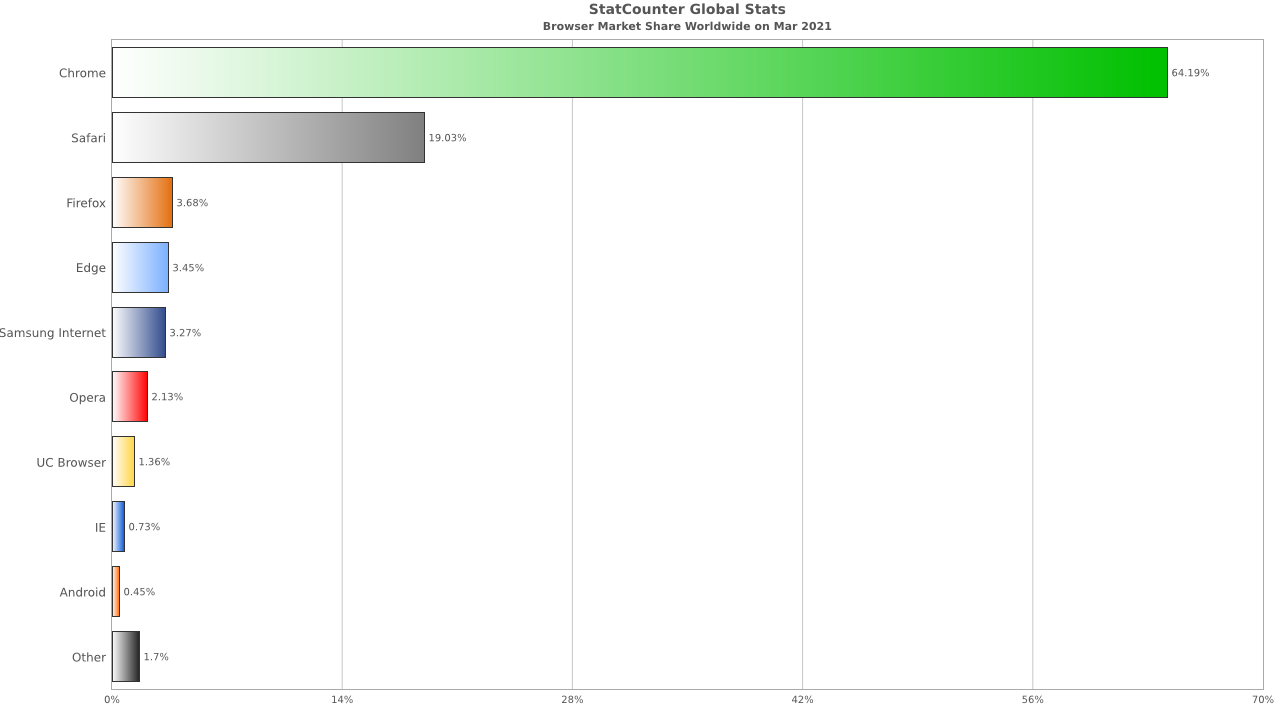 StatCounter Global Stats
Browser Market Share Worldwide on Mar 2021
Chrome 64.19%
Safari 19.03%
Firefox 3.68%
Edge 3.45%
Samsung Internet 3.27%
Opera 2.13%
UC Browser 1.36%
IE 0.73%
Android 0.45%
Other 1.7%
0% 14% 28% 42% 56% 70%